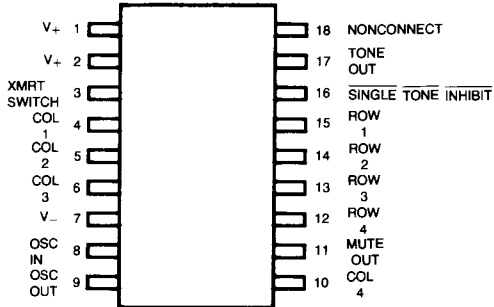 V+ 1
V+ 2
XMRT
SWITCH 3
COL
1 4
COL
2 5
COL
3 6
V− 7
OSC
IN 8
OSC
OUT 9
18 NONCONNECT
17 TONE
OUT
16 SINGLE TONE INHIBIT
15 ROW
1
14 ROW
2
13 ROW
3
12 ROW
4
11 MUTE
OUT
10 COL
4